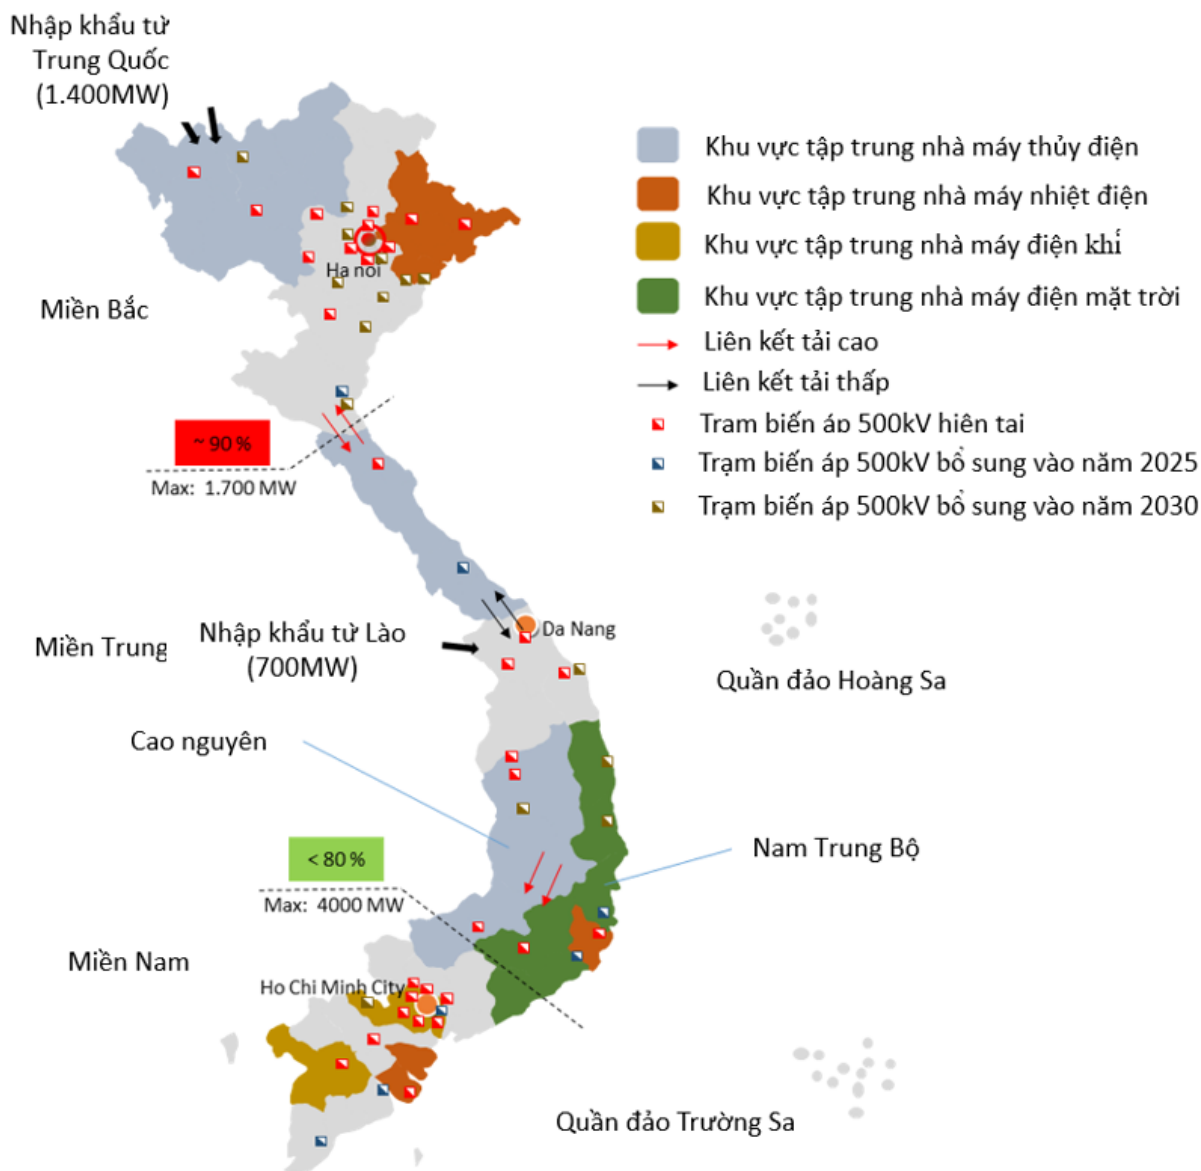 Nhập khẩu từ
Trung Quốc
(1.400MW)
Khu vực tập trung nhà máy thủy điện
Khu vực tập trung nhà máy nhiệt điện
Khu vực tập trung nhà máy điện khí
Khu vực tập trung nhà máy điện mặt trời
Liên kết tải cao
Liên kết tải thấp
Trạm biến áp 500kV hiện tại
Trạm biến áp 500kV bổ sung vào năm 2025
Trạm biến áp 500kV bổ sung vào năm 2030
Ha noi
Miền Bắc
~ 90 %
Max: 1.700 MW
Miền Trung
Nhập khẩu từ Lào
(700MW)
Da Nang
Quần đảo Hoàng Sa
Cao nguyên
< 80 %
Max: 4000 MW
Nam Trung Bộ
Miền Nam
Ho Chi Minh City
Quần đảo Trường Sa